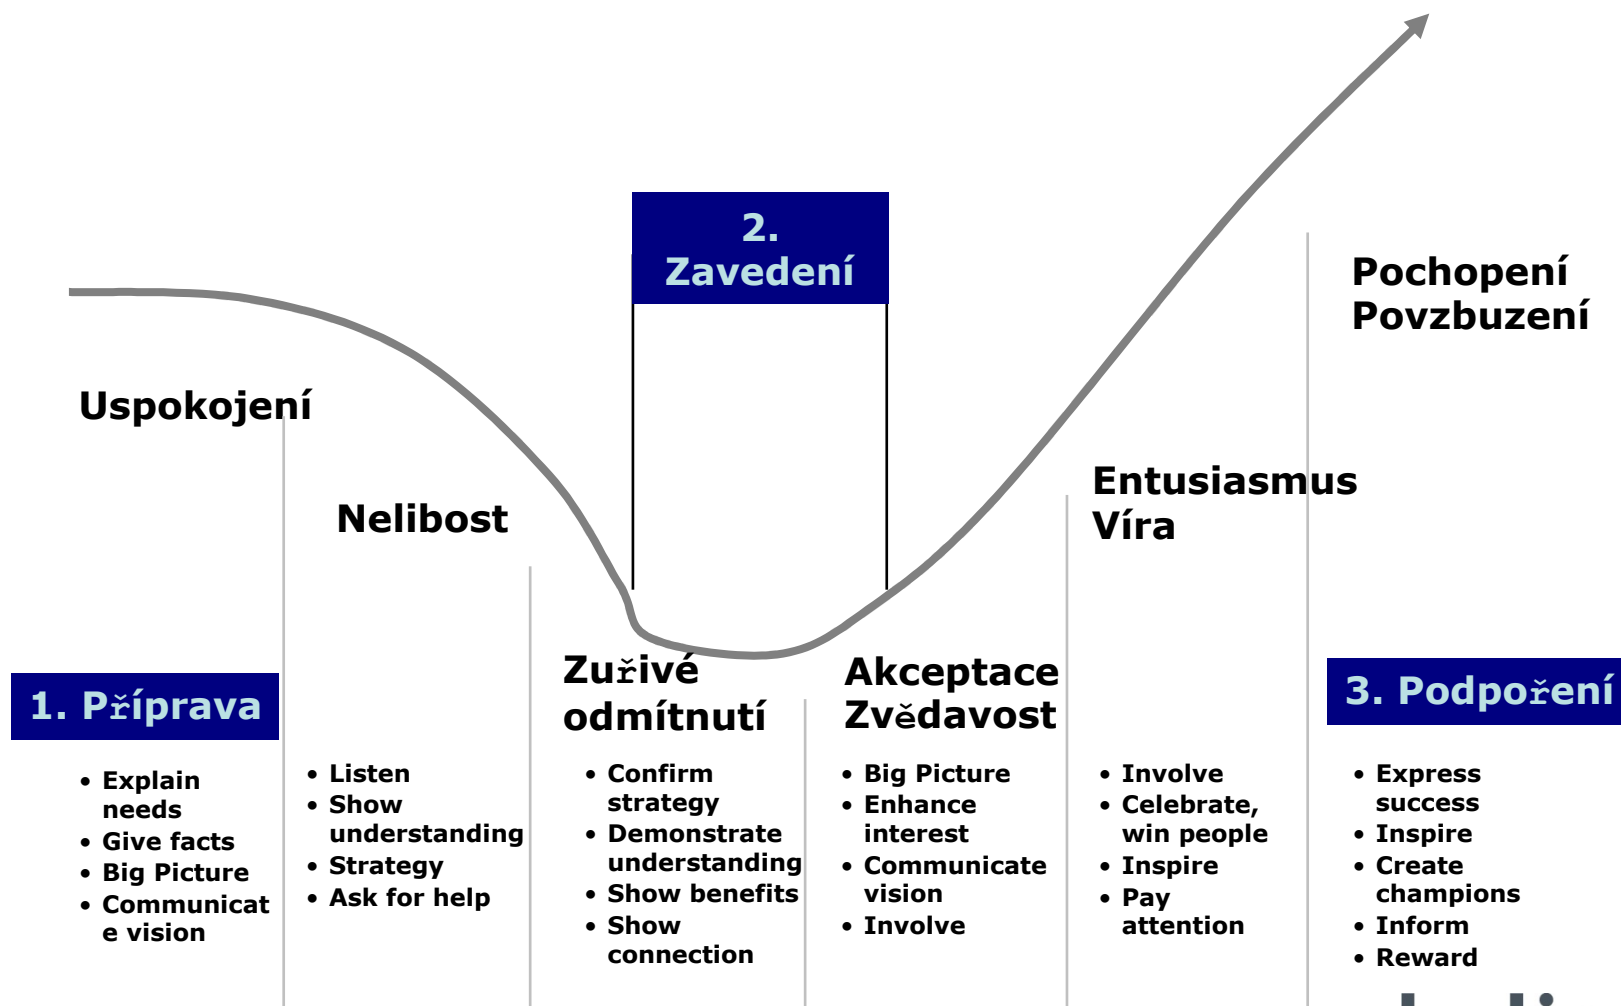 2.
Zavedení
Pochopení
Povzbuzení
Uspokojení
Nelibost
Entusiasmus
Víra
Zuřivé
odmítnutí
Akceptace
Zvědavost
1. Příprava
3. Podpoření
• Explain
needs
• Give facts
• Big Picture
• Communicat
e vision
• Listen
• Show
understanding
• Strategy
• Ask for help
• Confirm
strategy
• Demonstrate
understanding
• Show benefits
• Show
connection
• Big Picture
• Enhance
interest
• Communicate
vision
• Involve
• Involve
• Celebrate,
win people
• Inspire
• Pay
attention
• Express
success
• Inspire
• Create
champions
• Inform
• Reward